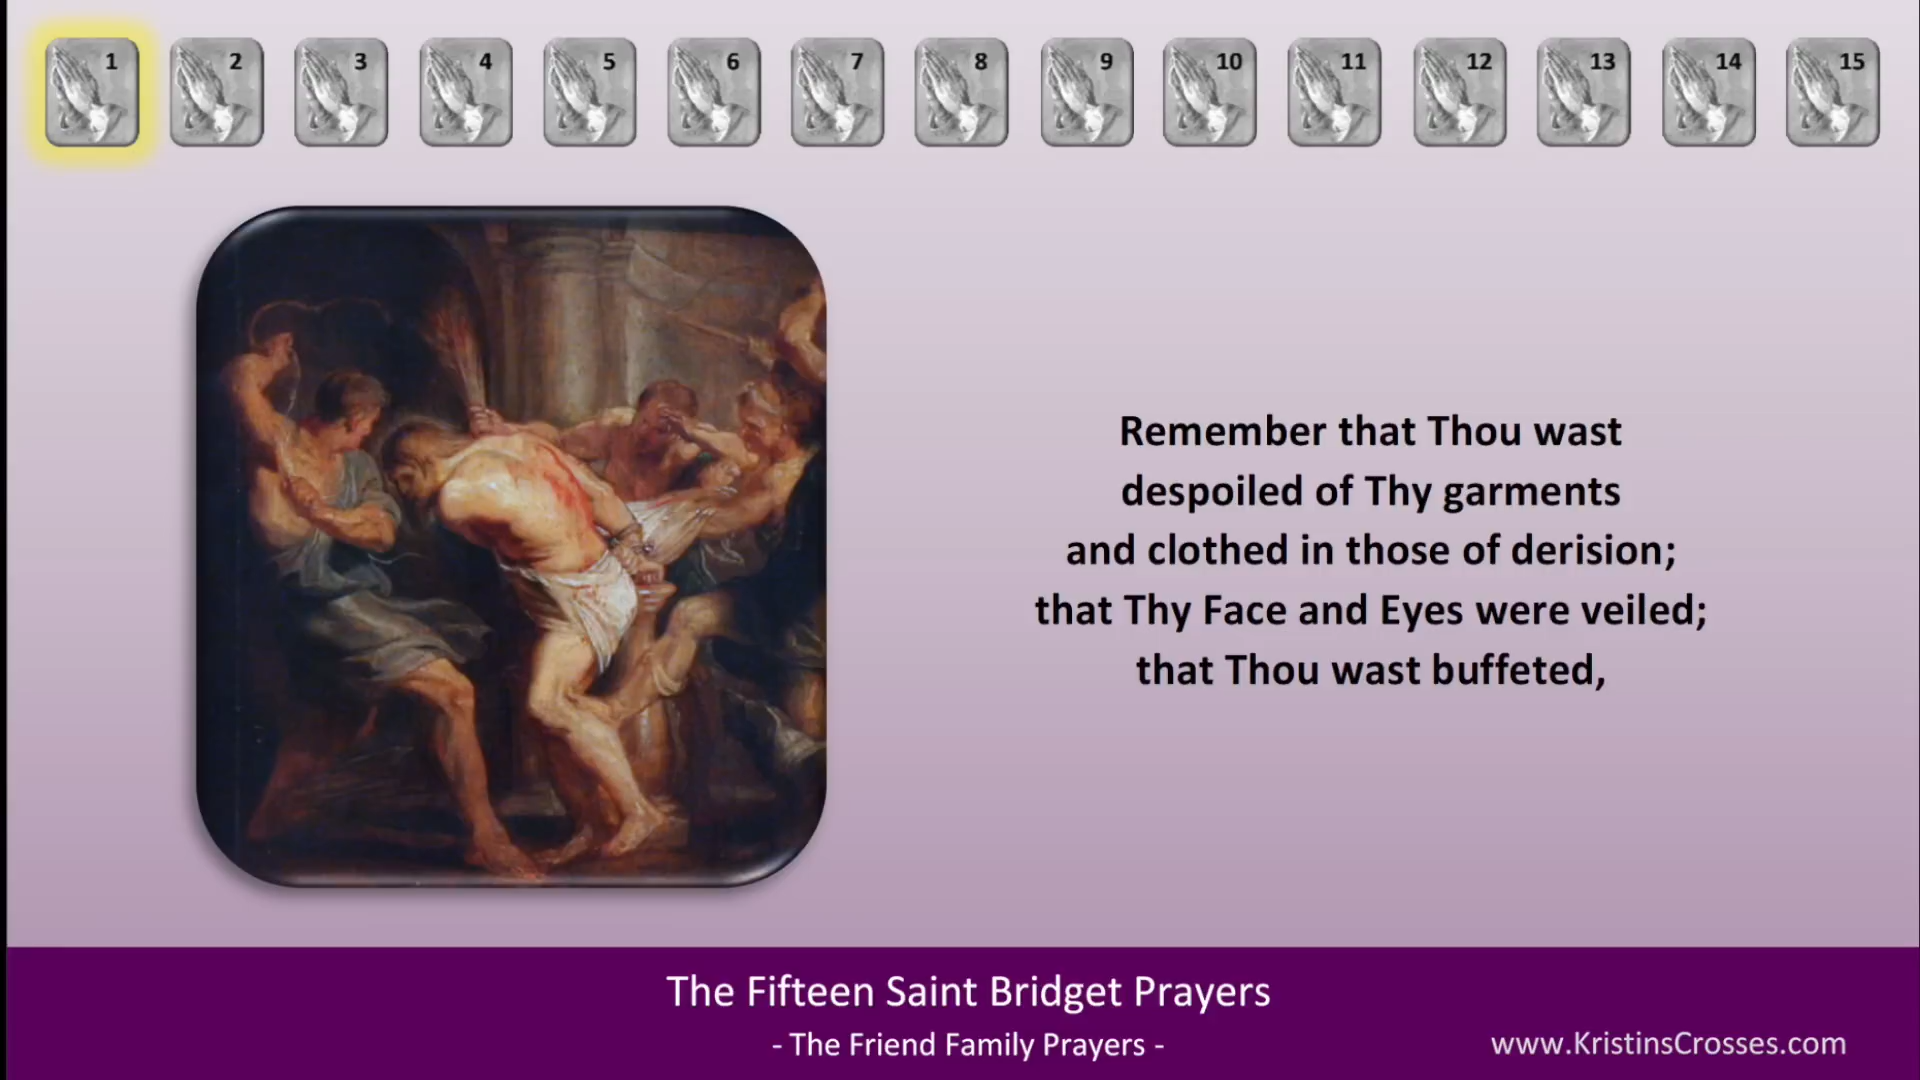 1 2 3 4 5 6 7 8 9 10 11 12 13 14 15
Remember that Thou wast
despoiled of Thy garments
and clothed in those of derision;
that Thy Face and Eyes were veiled;
that Thou wast buffeted,
The Fifteen Saint Bridget Prayers
- The Friend Family Prayers -
www.KristinsCrosses.com